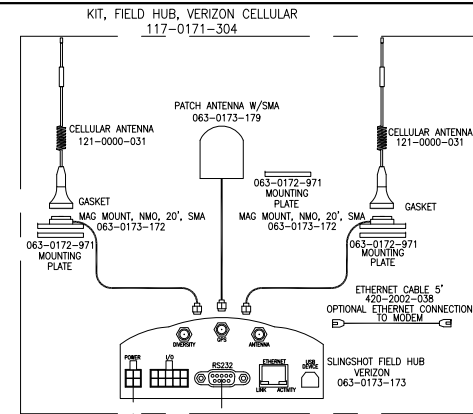 KIT, FIELD HUB, VERIZON CELLULAR
117-0171-304
PATCH ANTENNA W/SMA
063-0173-179
CELLULAR ANTENNA
121-0000-031
CELLULAR ANTENNA
121-0000-031
063-0172-971
MOUNTING
PLATE
GASKET
MAG MOUNT, NMO, 20', SMA
063-0173-172
MAG MOUNT, NMO, 20', SMA
063-0173-172
GASKET
063-0172-971
MOUNTING
PLATE
063-0172-971
MOUNTING
PLATE
ETHERNET CABLE 5'
420-2002-038
OPTIONAL ETHERNET CONNECTION
TO MODEM
DIVERSITY
GPS
ANTENNA
POWER
I/O
RS232
ETHERNET
LINK
ACTIVITY
USB
DEVICE
SLINGSHOT FIELD HUB
VERIZON
063-0173-173